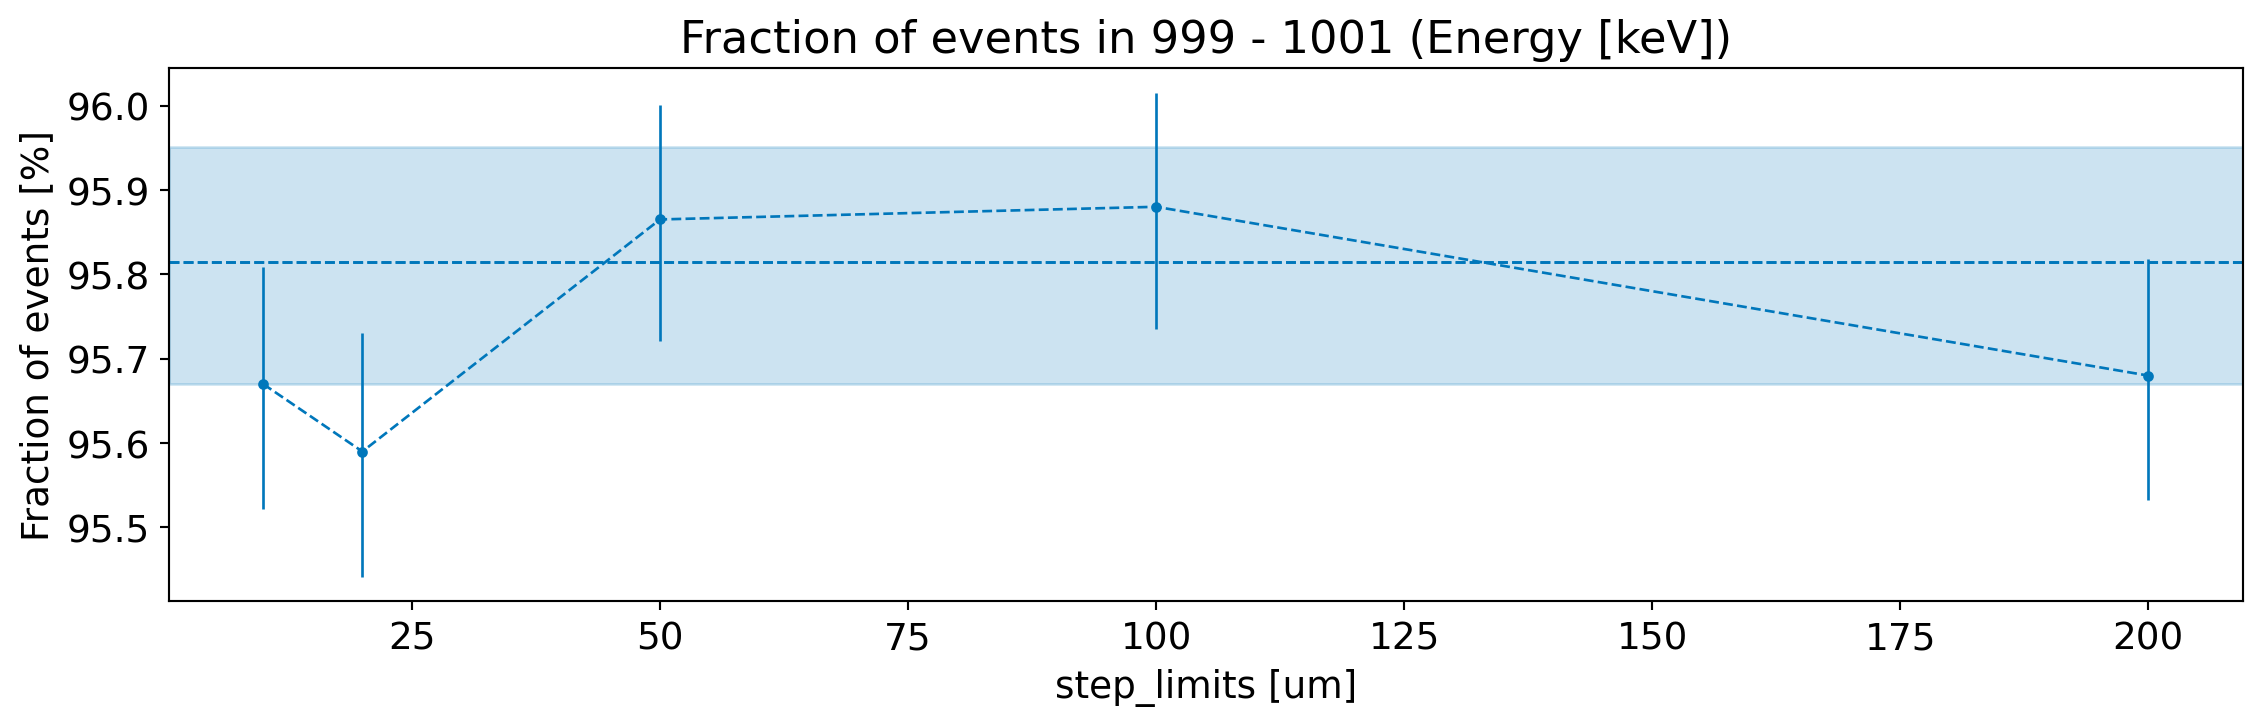 Fraction of events in 999 - 1001 (Energy [keV])
Fraction of events [%]
96.0
95.9
95.8
95.7
95.6
95.5
25 50 75 100 125 150 175 200
step_limits [um]